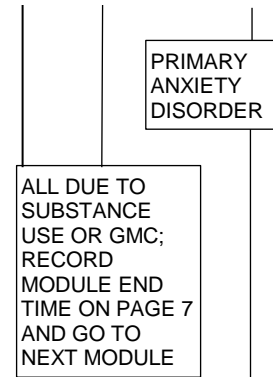 PRIMARY
ANXIETY
DISORDER
ALL DUE TO
SUBSTANCE
USE OR GMC;
RECORD
MODULE END
TIME ON PAGE 7
AND GO TO
NEXT MODULE